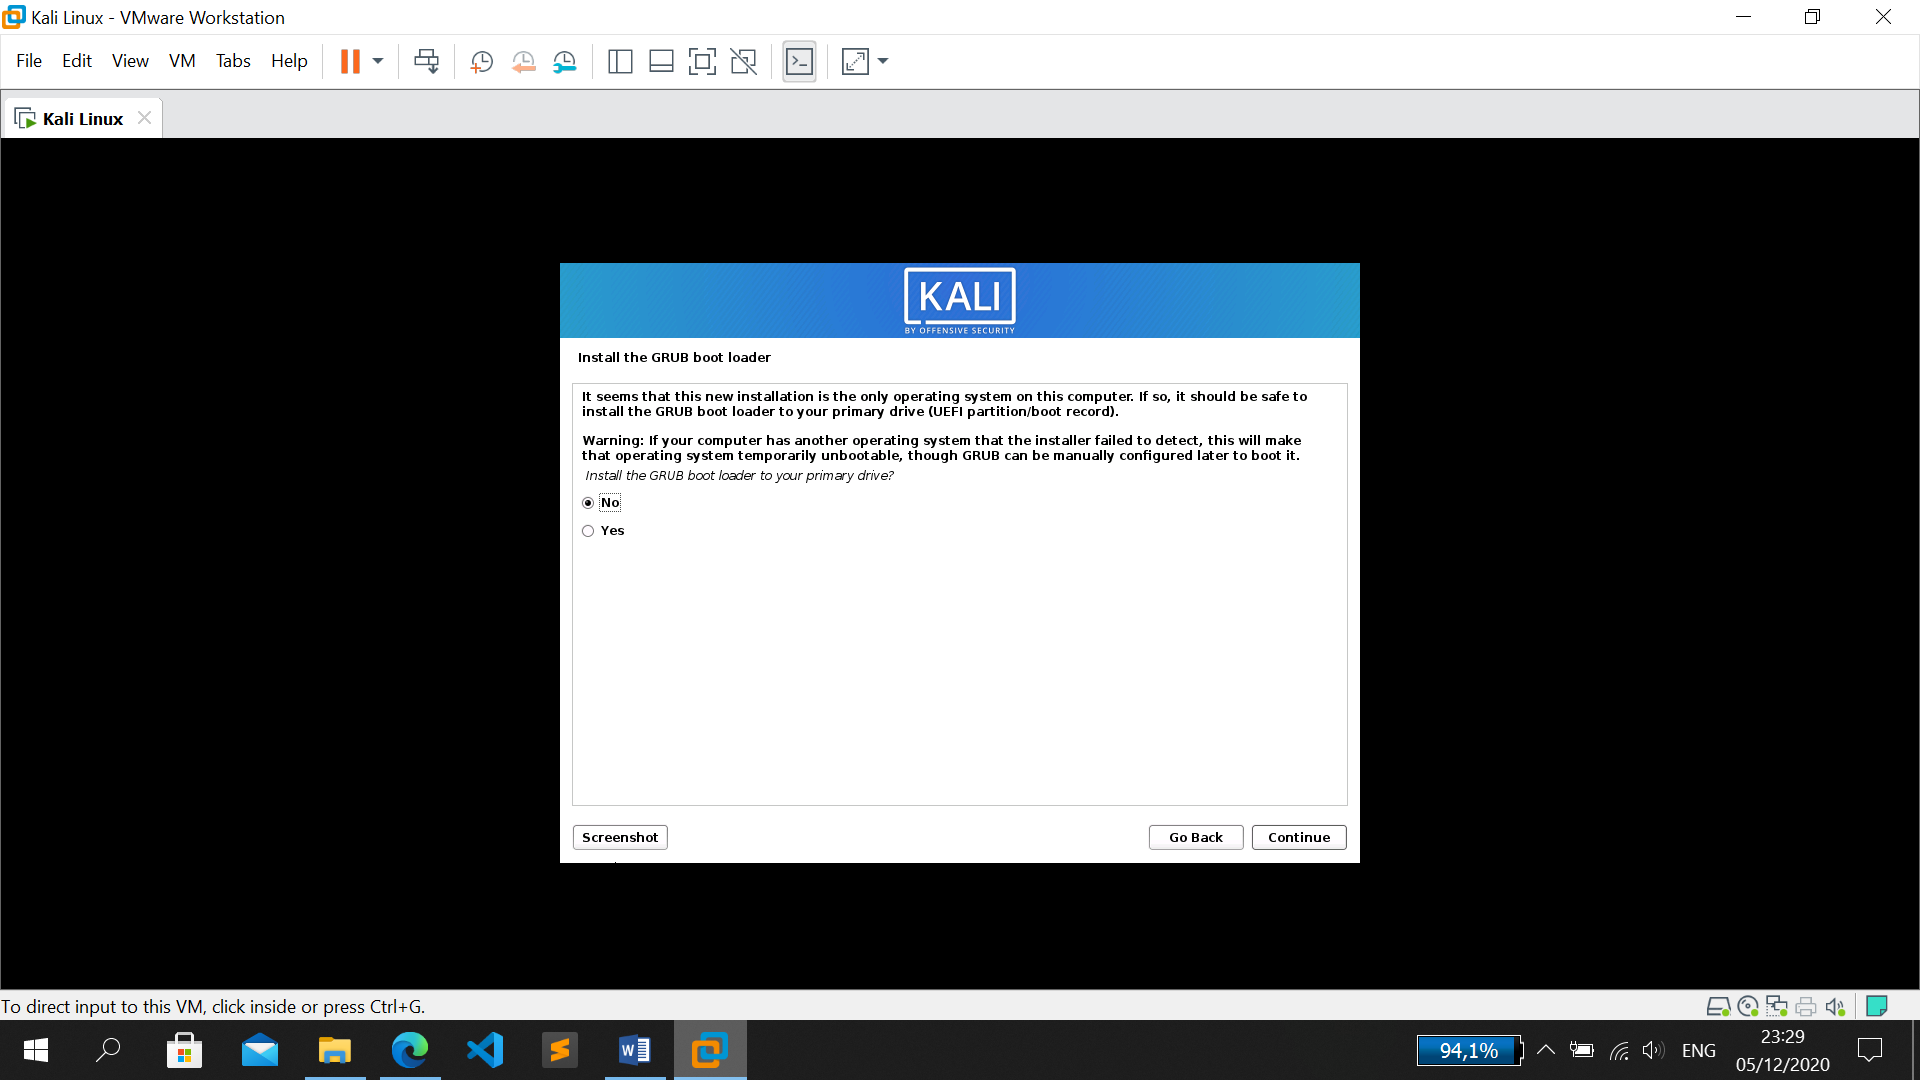 Kali Linux - VMware Workstation
File Edit View VM Tabs Help
Kali Linux
KALI
BY OFFENSIVE SECURITY
Install the GRUB boot loader
It seems that this new installation is the only operating system on this computer. If so, it should be safe to
install the GRUB boot loader to your primary drive (UEFI partition/boot record).
Warning: If your computer has another operating system that the installer failed to detect, this will make
that operating system temporarily unbootable, though GRUB can be manually configured later to boot it.
Install the GRUB boot loader to your primary drive?
No
Yes
Screenshot Go Back Continue
To direct input to this VM, click inside or press Ctrl+G.
94,1% ENG 23:29
05/12/2020